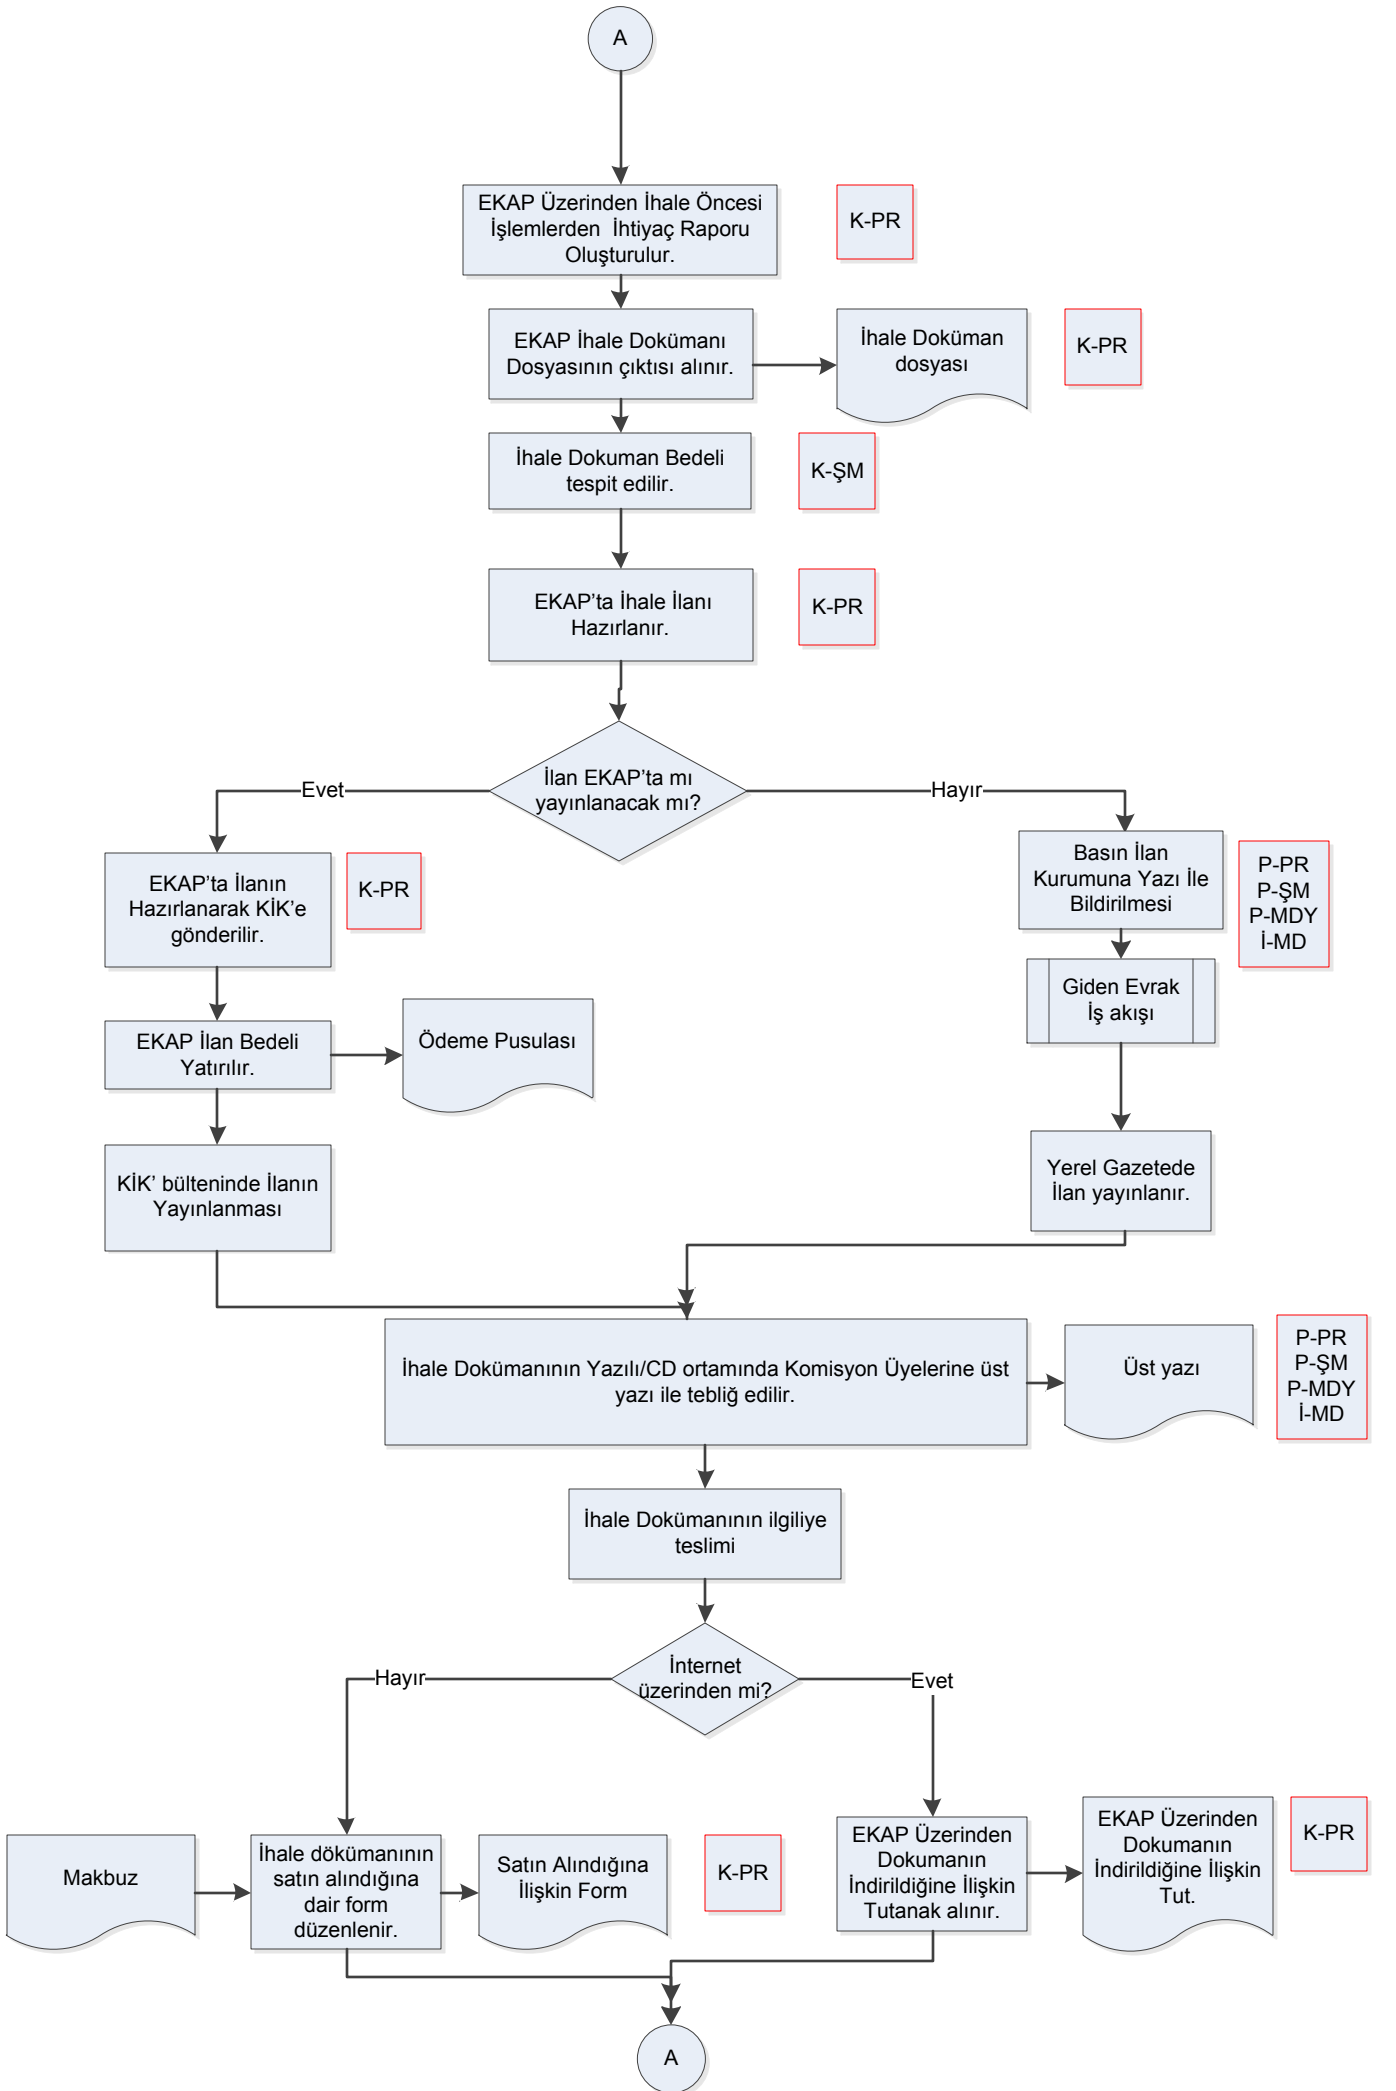 A
EKAP Üzerinden İhale Öncesi
İşlemlerden İhtiyaç Raporu
Oluşturulur.
K-PR
EKAP İhale Dokümanı
Dosyasının çıktısı alınır.
İhale Doküman
dosyası
K-PR
İhale Dokuman Bedeli
tespit edilir.
K-ŞM
EKAP’ta İhale İlanı
Hazırlanır.
K-PR
İlan EKAP’ta mı
yayınlanacak mı?
Evet
Hayır
EKAP’ta İlanın
Hazırlanarak KİK’e
gönderilir.
K-PR
Basın İlan
Kurumuna Yazı İle
Bildirilmesi
P-PR
P-ŞM
P-MDY
İ-MD
Giden Evrak
İş akışı
EKAP İlan Bedeli
Yatırılır.
Ödeme Pusulası
KİK’ bülteninde İlanın
Yayınlanması
Yerel Gazetede
İlan yayınlanır.
İhale Dokümanının Yazılı/CD ortamında Komisyon Üyelerine üst
yazı ile tebliğ edilir.
Üst yazı
P-PR
P-ŞM
P-MDY
İ-MD
İhale Dokümanının ilgiliye
teslimi
İnternet
üzerinden mi?
Hayır
Evet
Makbuz
İhale dökümanının
satın alındığına
dair form
düzenlenir.
Satın Alındığına
İlişkin Form
K-PR
EKAP Üzerinden
Dokumanın
İndirildiğine İlişkin
Tutanak alınır.
EKAP Üzerinden
Dokumanın
İndirildiğine İlişkin
Tut.
K-PR
A